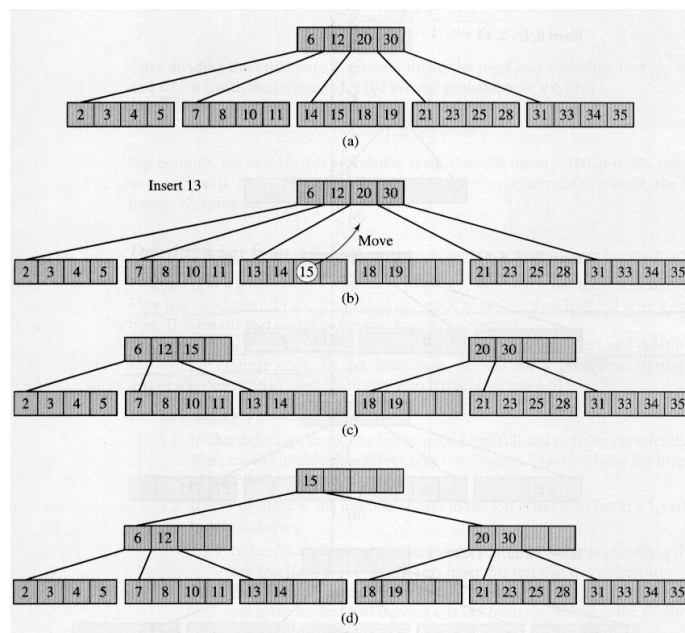 6 12 20 30
2 3 4 5 7 8 10 11 14 15 18 19 21 23 25 28 31 33 34 35
(a)
Insert 13
6 12 20 30
Move
2 3 4 5 7 8 10 11 13 14 15 18 19 21 23 25 28 31 33 34 35
(b)
6 12 15 20 30
2 3 4 5 7 8 10 11 13 14 18 19 21 23 25 28 31 33 34 35
(c)
15
6 12 20 30
2 3 4 5 7 8 10 11 13 14 18 19 21 23 25 28 31 33 34 35
(d)